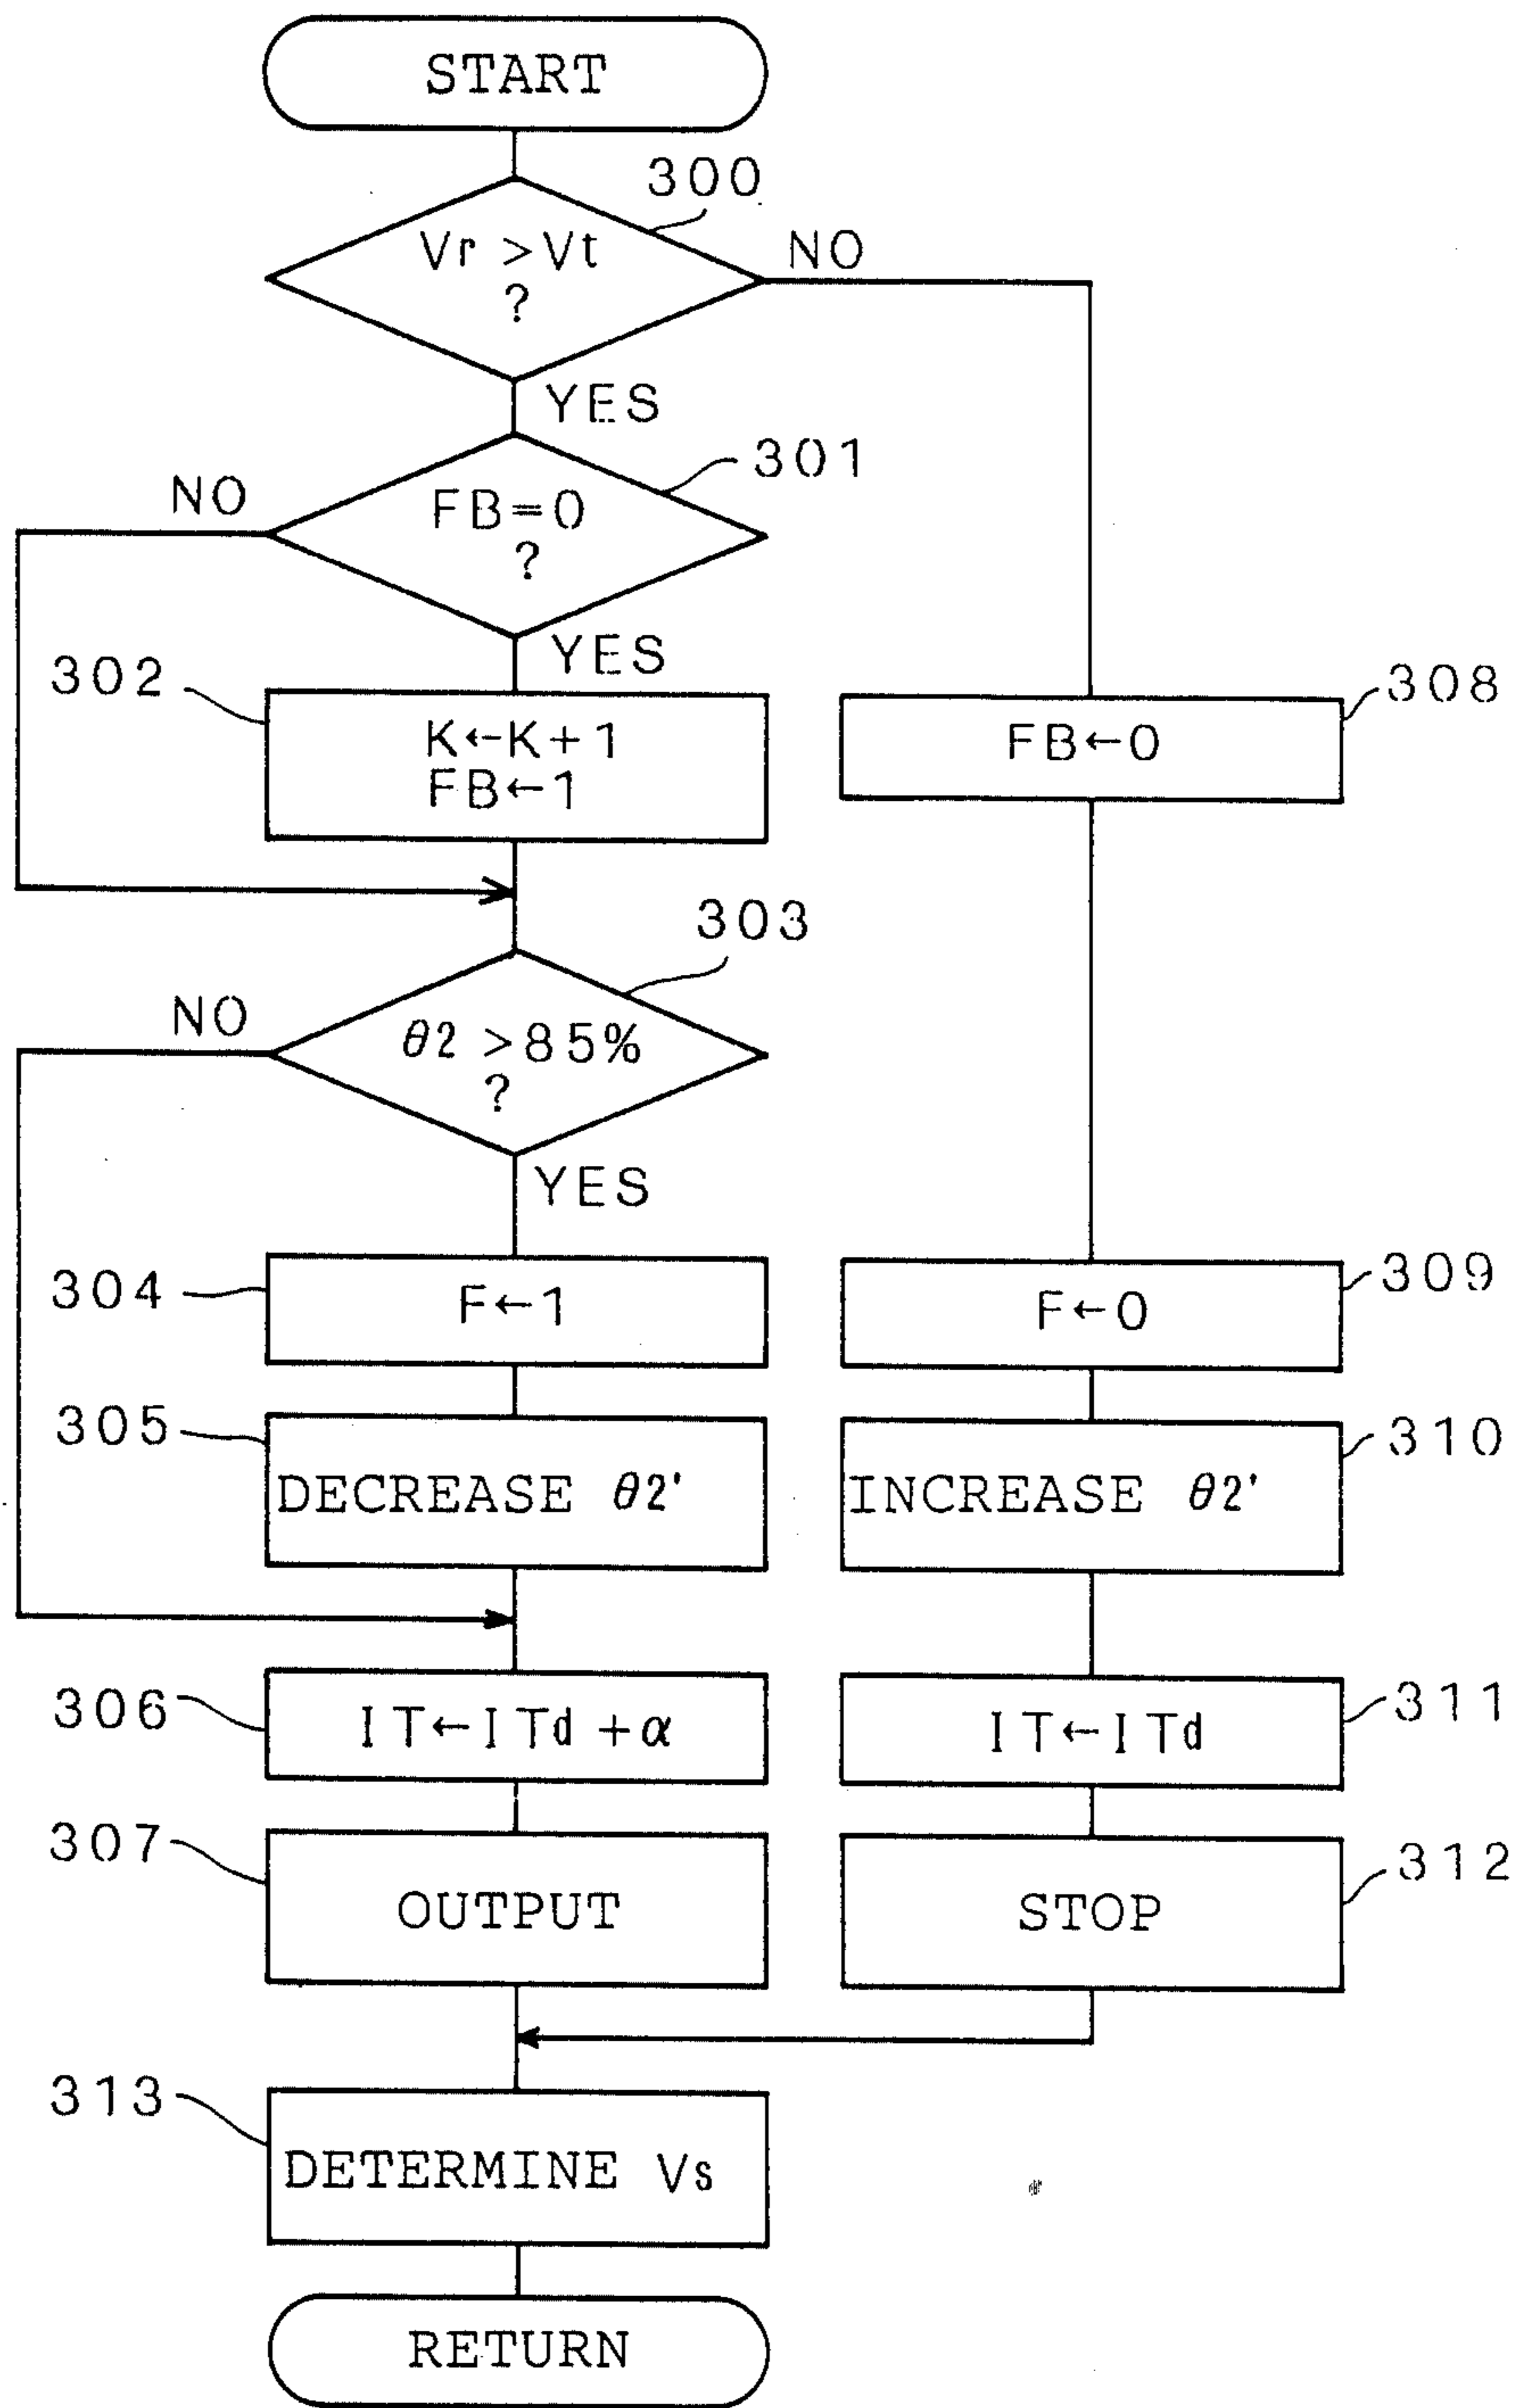 START
300
Vr >Vt
?
NO
YES
301
NO
FB=0
?
YES
302
K←K+1
FB←1
308
FB←0
303
NO
θ2 >85%
?
YES
304
F←1
309
F←0
305
DECREASE θ2'
310
INCREASE θ2'
306
IT←ITd +α
311
IT←ITd
307
OUTPUT
312
STOP
313
DETERMINE Vs
RETURN